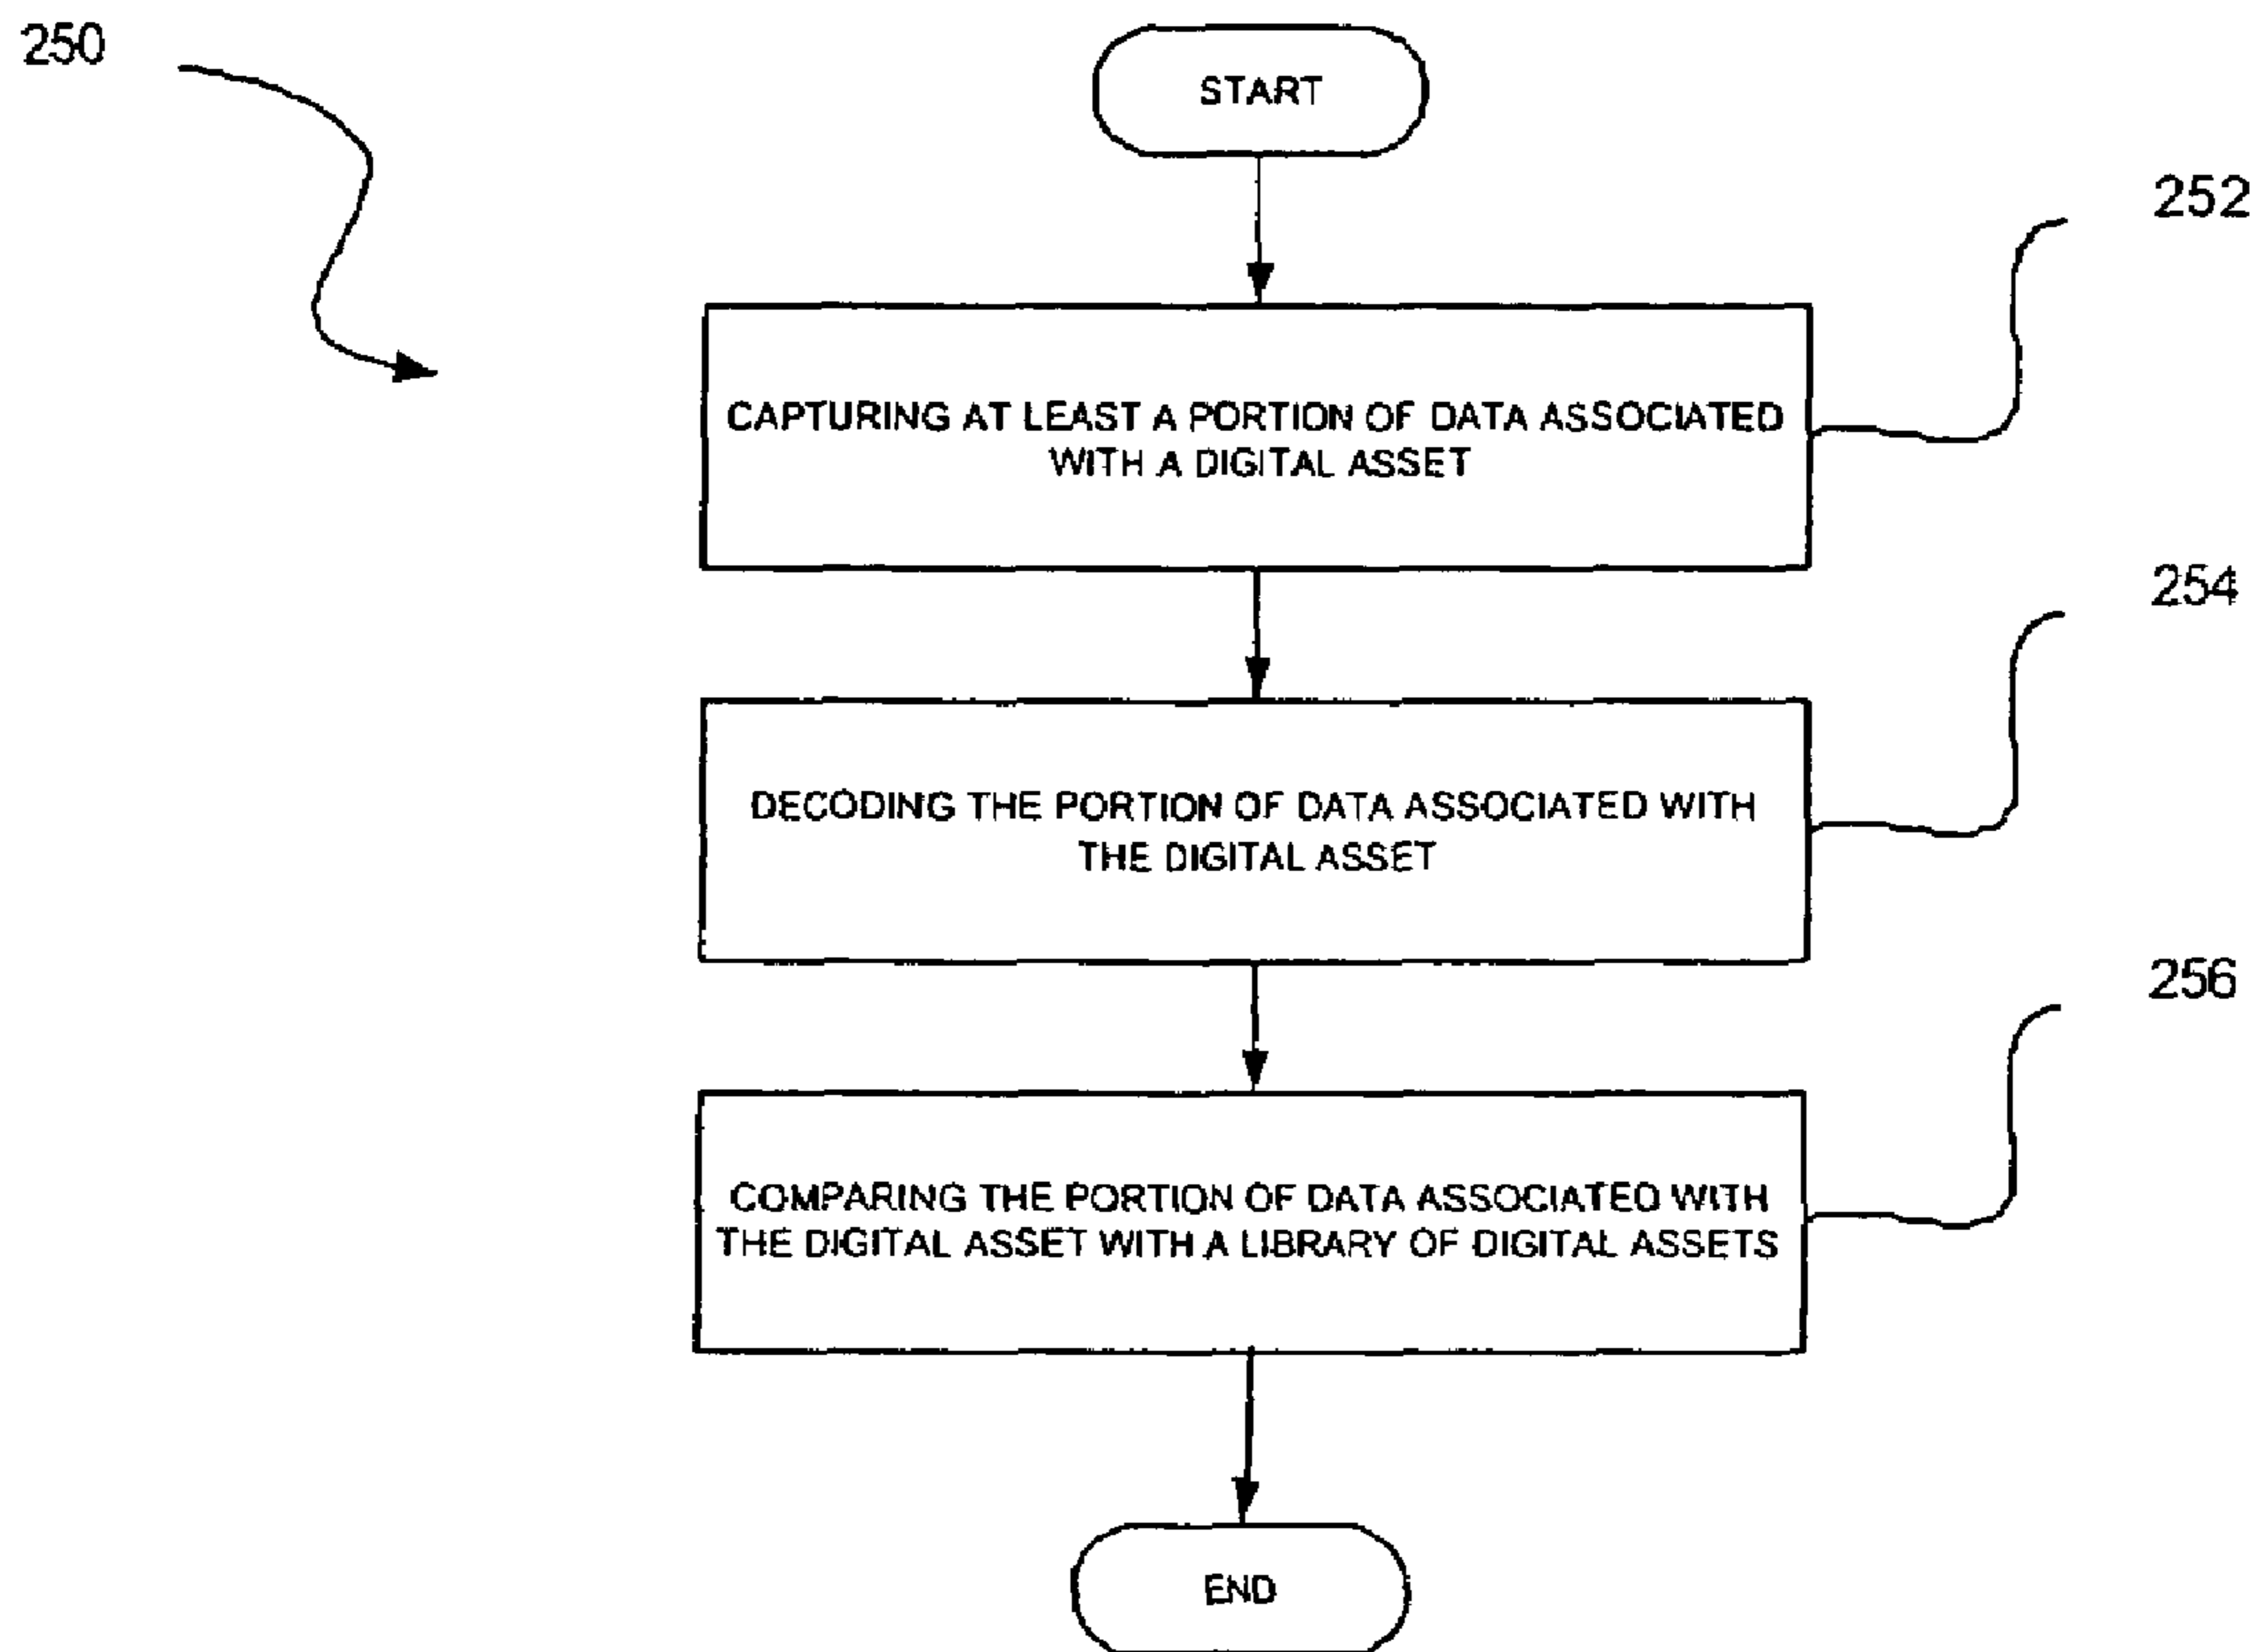 250
START
252
CAPTURING AT LEAST A PORTION OF DATA ASSOCIATED
WITH A DIGITAL ASSET
254
DECODING THE PORTION OF DATA ASSOCIATED WITH
THE DIGITAL ASSET
256
COMPARING THE PORTION OF DATA ASSOCIATED WITH
THE DIGITAL ASSET WITH A LIBRARY OF DIGITAL ASSETS
END